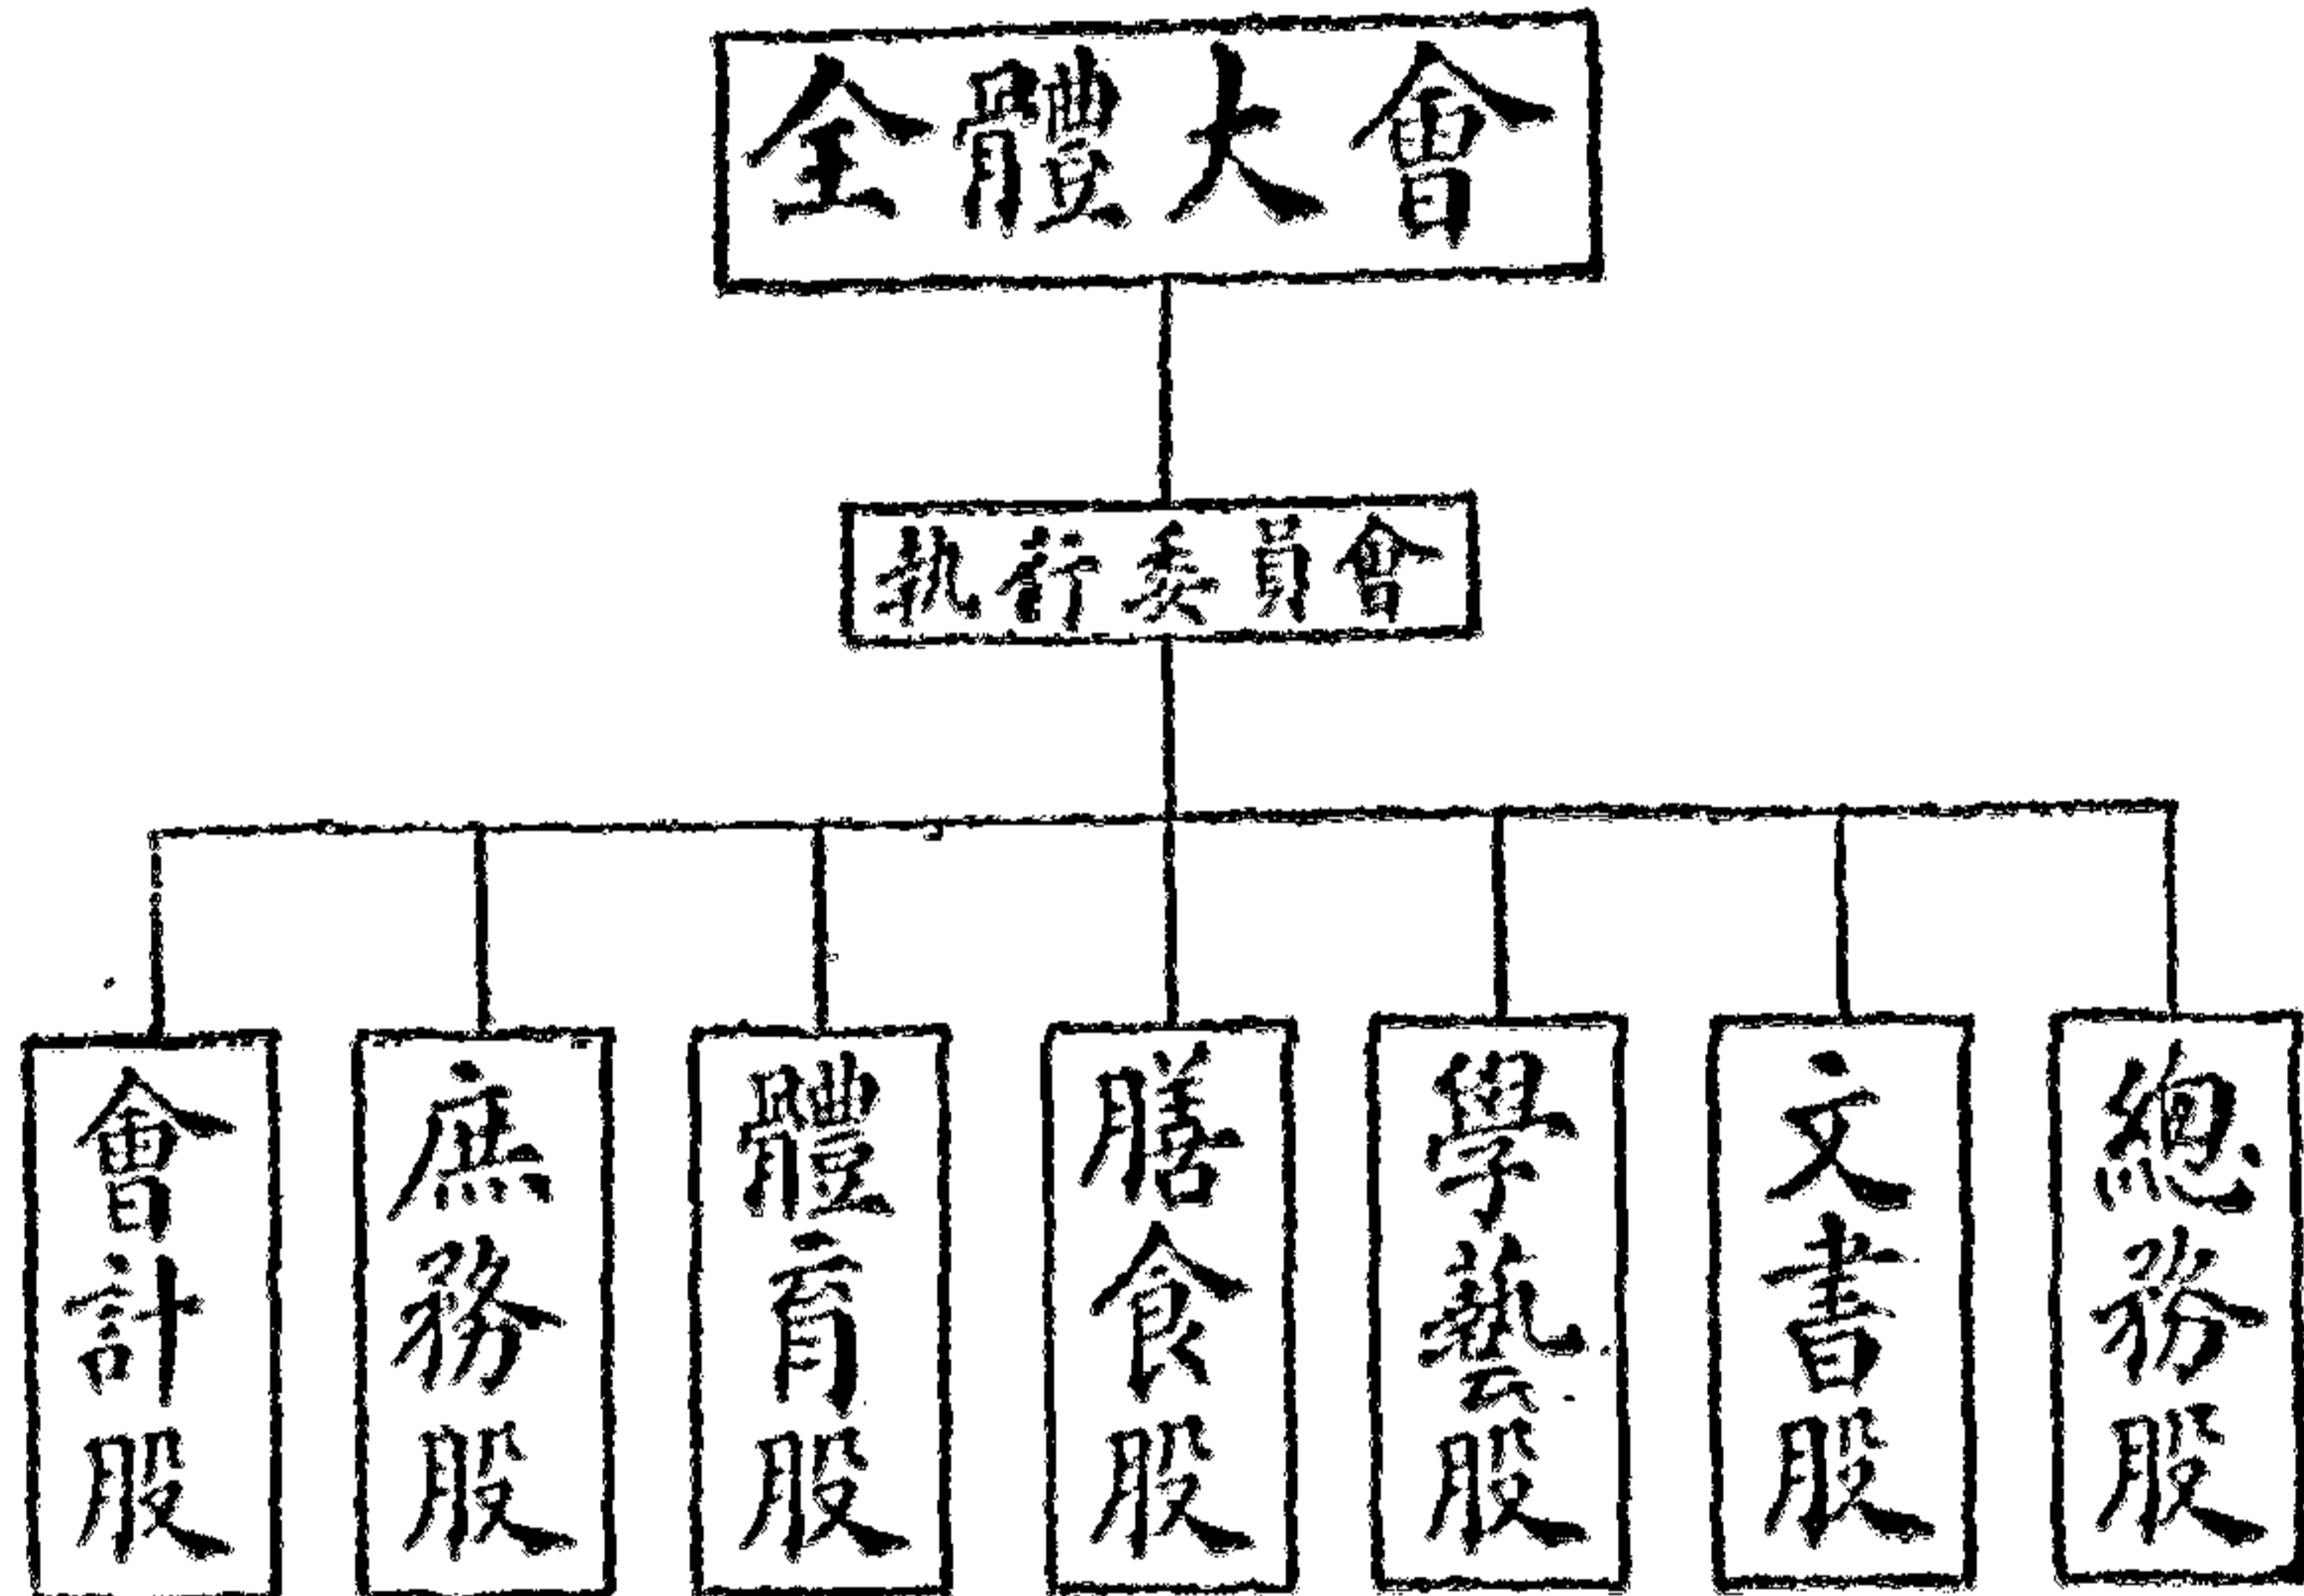 全體大會
執行委員會
會計股
庶務股
體育股
膳食股
學藝股
文書股
總務股